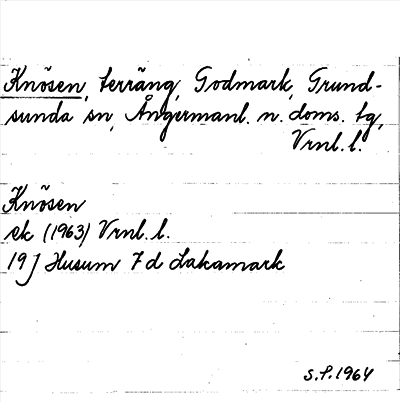 Knösen, terräng, Godmark, Grund-
sunda sn, Ångermanl. n. doms. tg,
Vrnl. l.
Knösen
ek (1963) Vrnl. l.
19 J Husum 7 d Lakamark
S.F. 1964